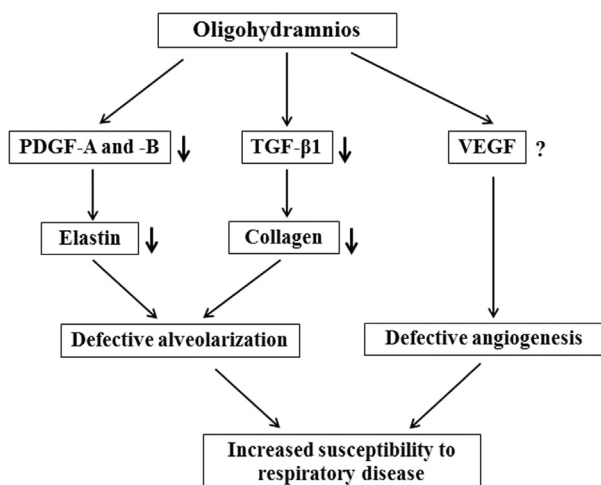 Oligohydramnios
PDGF-A and -B ↓
TGF-β1 ↓
VEGF ?
Elastin ↓
Collagen ↓
Defective alveolarization
Defective angiogenesis
Increased susceptibility to
respiratory disease